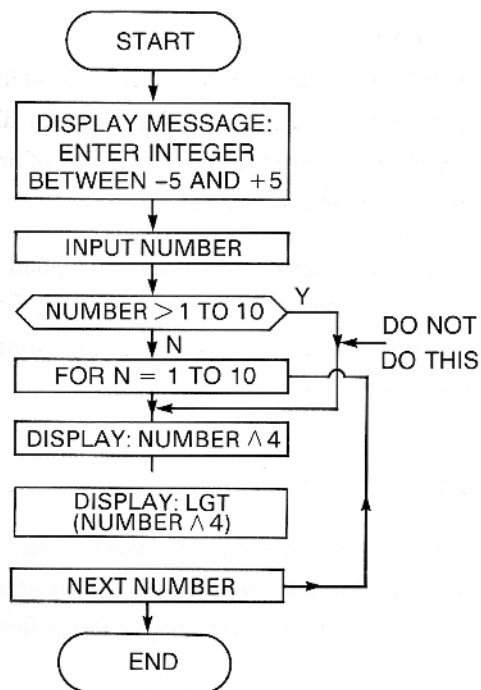 START
DISPLAY MESSAGE:
ENTER INTEGER
BETWEEN –5 AND +5
INPUT NUMBER
NUMBER > 1 TO 10
Y
DO NOT
DO THIS
N
FOR N = 1 TO 10
DISPLAY: NUMBER ∧ 4
DISPLAY: LGT
(NUMBER ∧ 4)
NEXT NUMBER
END